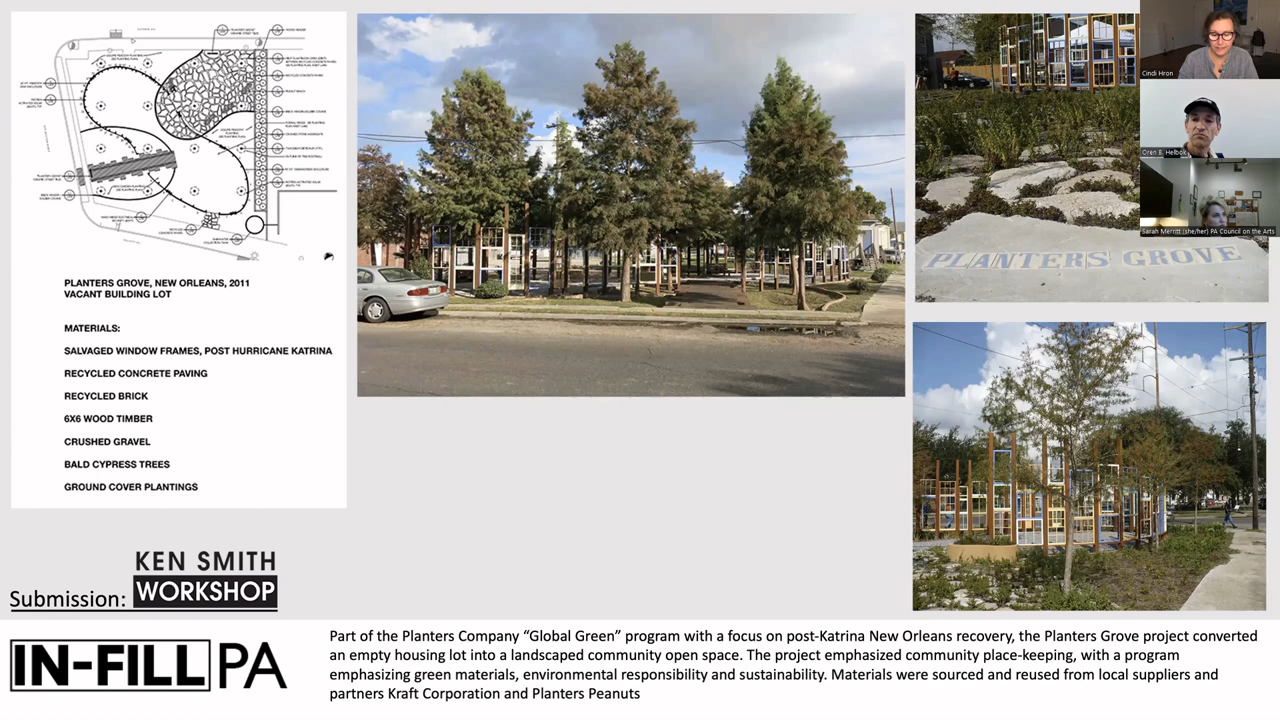 PLANTERS GROVE, NEW ORLEANS, 2011
VACANT BUILDING LOT
MATERIALS:
SALVAGED WINDOW FRAMES, POST HURRICANE KATRINA
RECYCLED CONCRETE PAVING
RECYCLED BRICK
6X6 WOOD TIMBER
CRUSHED GRAVEL
BALD CYPRESS TREES
GROUND COVER PLANTINGS
Submission:
KEN SMITH
WORKSHOP
PLANTERS GROVE
Cindi Hron
Oren B. Helbok
Sarah Merritt (she/her) PA Council on the Arts
IN-FILL PA
Part of the Planters Company “Global Green” program with a focus on post-Katrina New Orleans recovery, the Planters Grove project converted
an empty housing lot into a landscaped community open space. The project emphasized community place-keeping, with a program
emphasizing green materials, environmental responsibility and sustainability. Materials were sourced and reused from local suppliers and
partners Kraft Corporation and Planters Peanuts